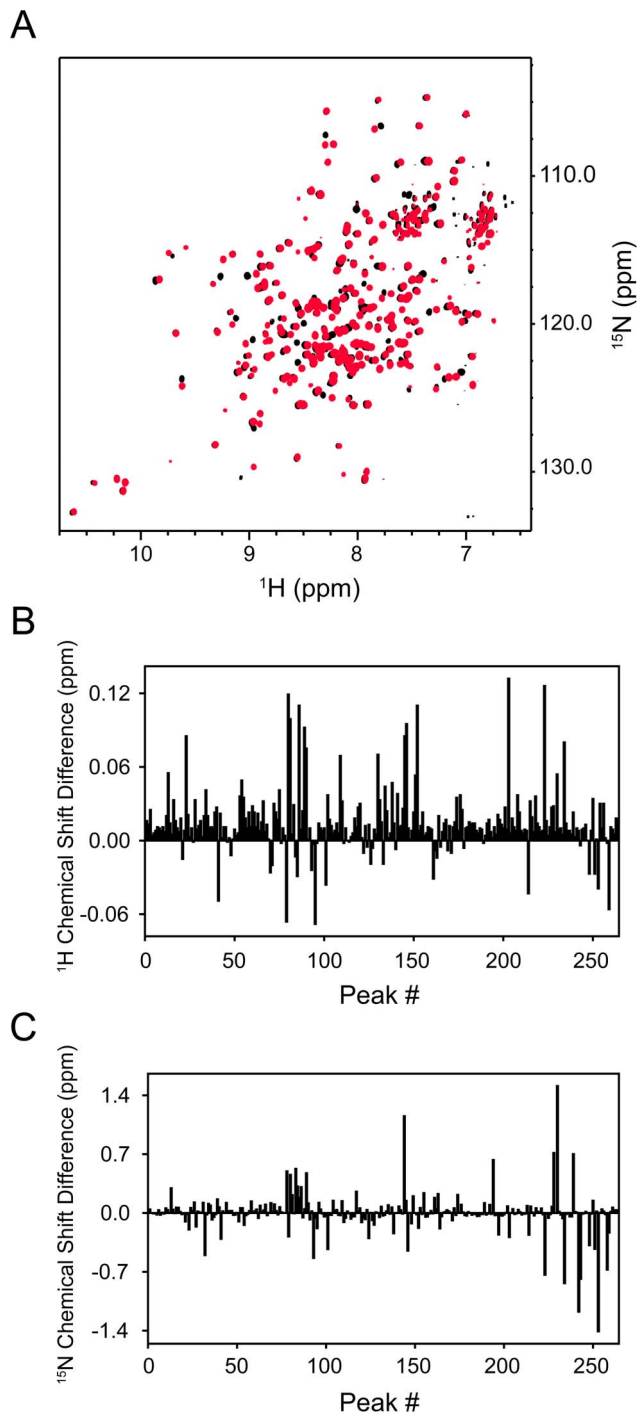 A
110.0
120.0
130.0
¹⁵N (ppm)
10 9 8 7
¹H (ppm)
B
0.12
0.06
0.00
-0.06
¹H Chemical Shift Difference (ppm)
0 50 100 150 200 250
Peak #
C
1.4
0.7
0.0
-0.7
-1.4
¹⁵N Chemical Shift Difference (ppm)
0 50 100 150 200 250
Peak #